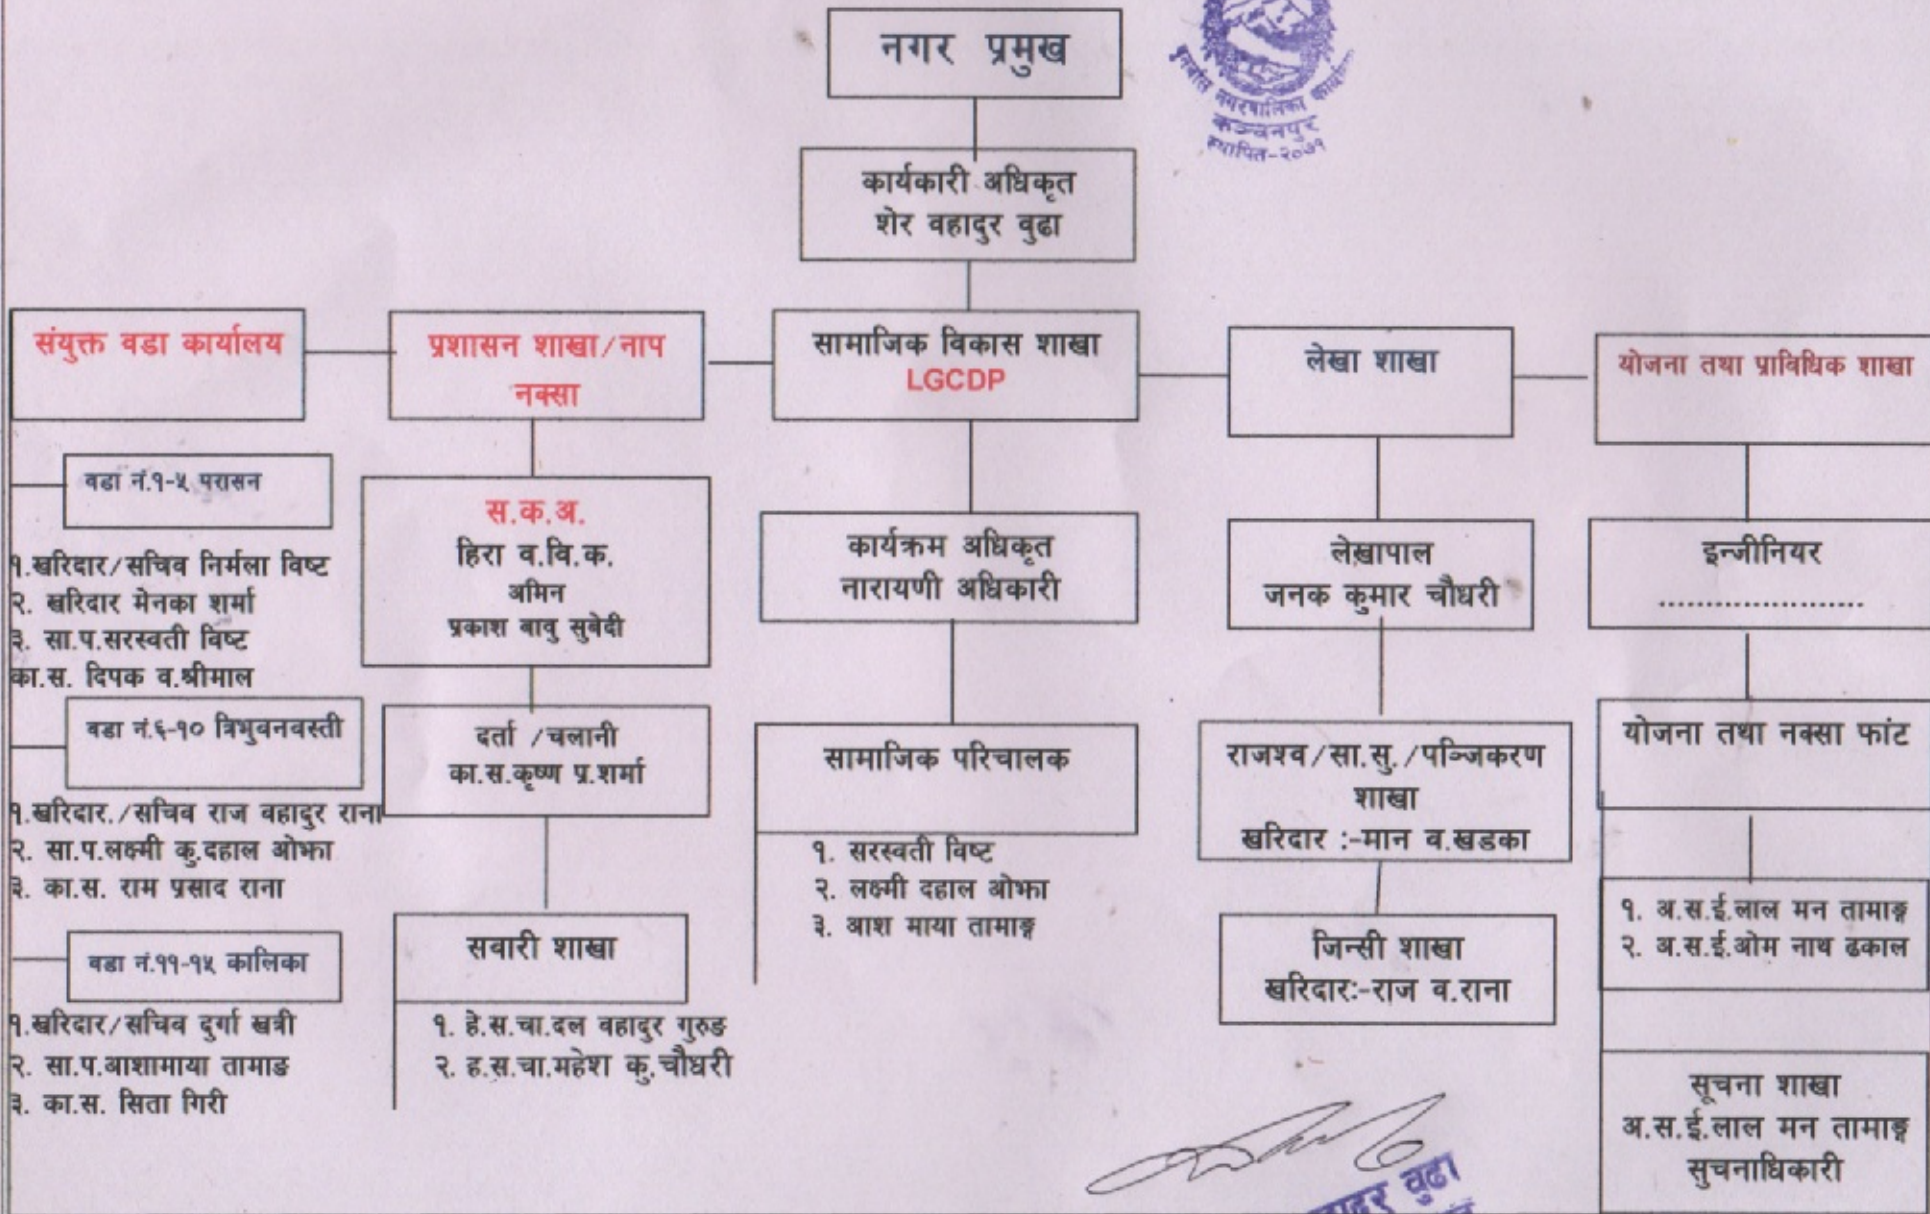 नगर प्रमुख
पुनर्वास नगरपालिका
कञ्चनपुर
स्थापित-२०७१
कार्यकारी अधिकृत
शेर वहादुर वुढा
संयुक्त वडा कार्यालय
वडा नं.१-५ परासन
१.खरिदार/सचिव निर्मला विष्ट
२. खरिदार मेनका शर्मा
३. सा.प.सरस्वती विष्ट
का.स. दिपक व.श्रीमाल
वडा नं.६-१० त्रिभुवनवस्ती
१.खरिदार./सचिव राज वहादुर राना
२. सा.प.लक्ष्मी कु.दहाल ओझा
३. का.स. राम प्रसाद राना
वडा नं.११-१५ कालिका
१.खरिदार/सचिव दुर्गा खत्री
२. सा.प.आशामाया तामाङ
३. का.स. सिता गिरी
प्रशासन शाखा/नाप
नक्सा
स.क.अ.
हिरा व.वि.क.
अमिन
प्रकाश बावु सुवेदी
दर्ता /चलानी
का.स.कृष्ण प्र.शर्मा
सवारी शाखा
१. हे.स.चा.दल वहादुर गुरुङ
२. ह.स.चा.महेश कु.चौधरी
सामाजिक विकास शाखा
LGCDP
कार्यक्रम अधिकृत
नारायणी अधिकारी
सामाजिक परिचालक
१. सरस्वती विष्ट
२. लक्ष्मी दहाल ओझा
३. आश माया तामाङ्ग
लेखा शाखा
लेखापाल
जनक कुमार चौधरी
राजश्व/सा.सु./पञ्जिकरण
शाखा
खरिदार :-मान व.खडका
जिन्सी शाखा
खरिदार:-राज व.राना
योजना तथा प्राविधिक शाखा
इन्जीनियर
.....................
योजना तथा नक्सा फांट
१. अ.स.ई.लाल मन तामाङ्ग
२. अ.स.ई.ओम नाथ ढकाल
सूचना शाखा
अ.स.ई.लाल मन तामाङ्ग
सुचनाधिकारी
वुढा